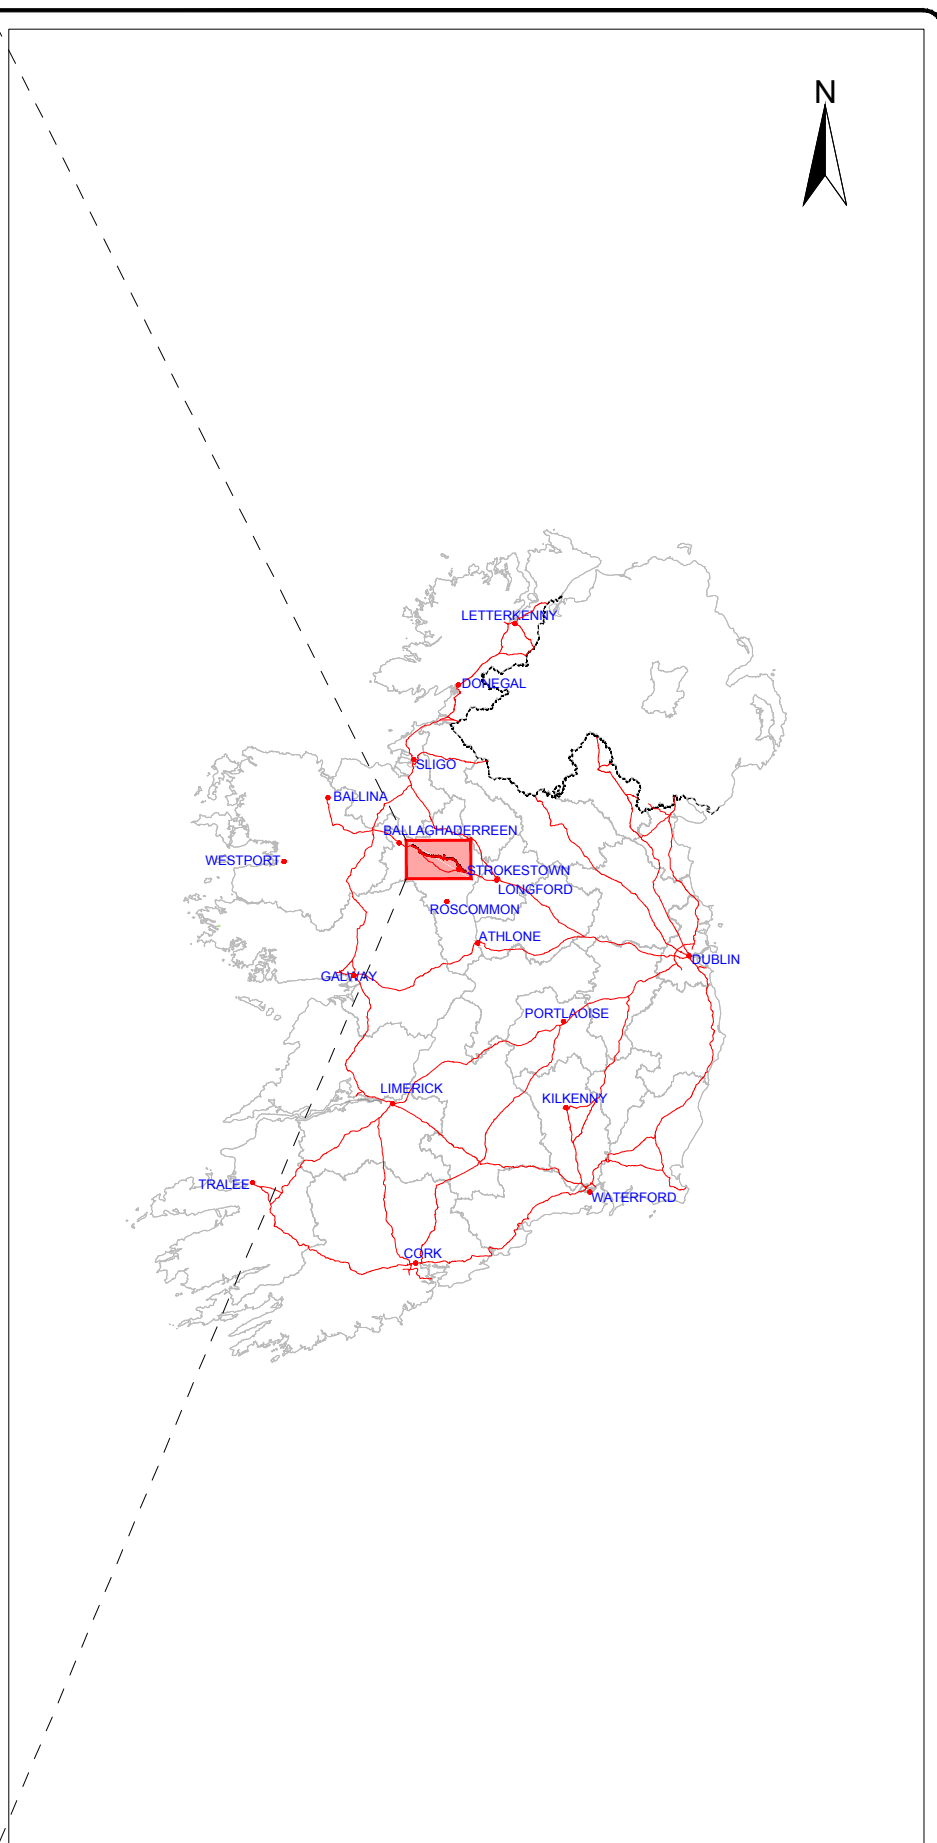 N
LETTERKENNY
DONEGAL
SLIGO
BALLINA
BALLAGHADERREEN
WESTPORT
STROKESTOWN
LONGFORD
ROSCOMMON
ATHLONE
DUBLIN
GALWAY
PORTLAOISE
LIMERICK
KILKENNY
TRALEE
WATERFORD
CORK